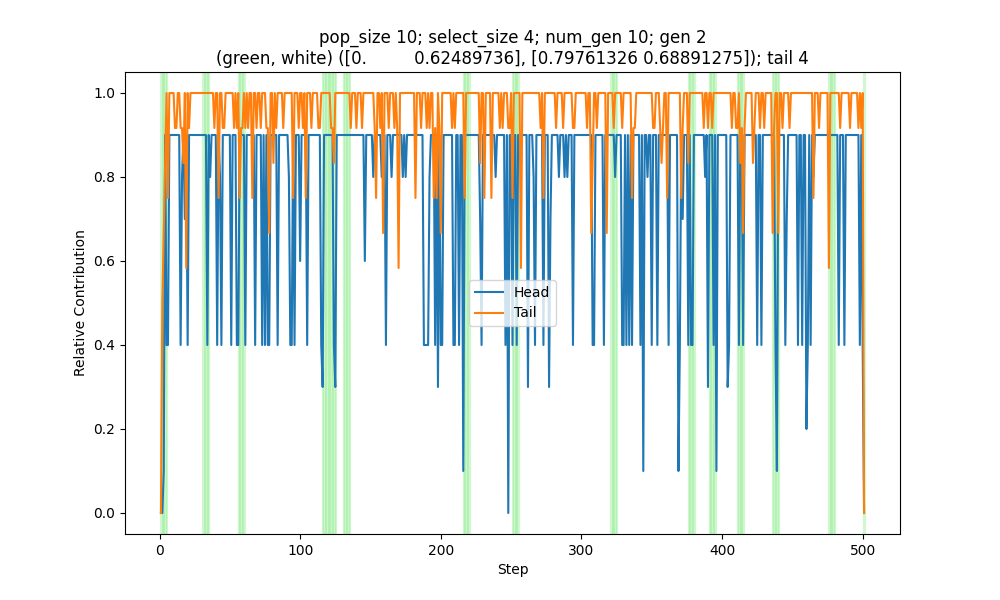 pop_size 10; select_size 4; num_gen 10; gen 2
(green, white) ([0.         0.62489736], [0.79761326 0.68891275]); tail 4
1.0
0.8
0.6
0.4
0.2
0.0
Relative Contribution
Head
Tail
0
100
200
300
400
500
Step